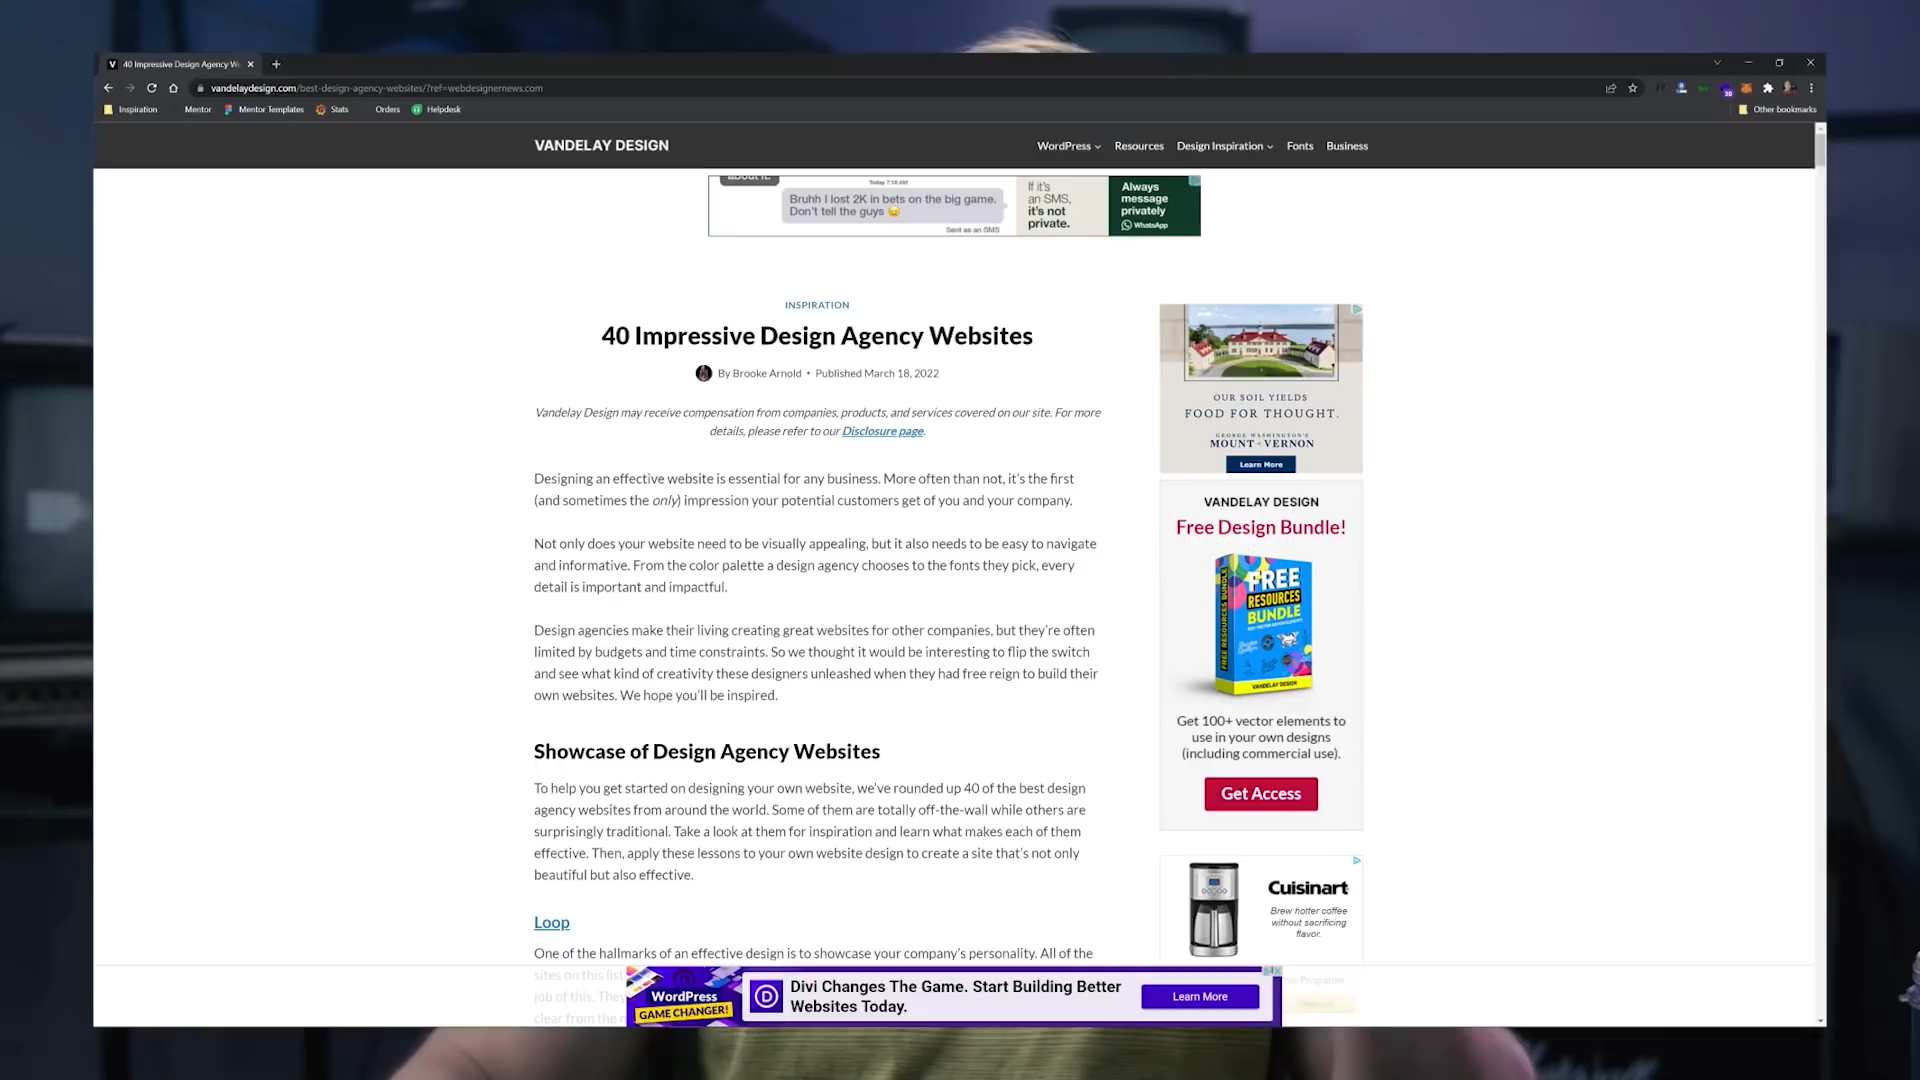 40 Impressive Design Agency W
vandelaydesign.com/best-design-agency-websites/?ref=webdesignernews.com
Inspiration
Mentor
Mentor Templates
Stats
Orders
Helpdesk
Other bookmarks
VANDELAY DESIGN
WordPress
Resources
Design Inspiration
Fonts
Business
about it.
Today 7:18 AM
Bruhh I lost 2K in bets on the big game.
Don't tell the guys 😖
Sent as an SMS
If it's
an SMS,
it's not
private.
Always
message
privately
WhatsApp
INSPIRATION
40 Impressive Design Agency Websites
By Brooke Arnold • Published March 18, 2022
Vandelay Design may receive compensation from companies, products, and services covered on our site. For more
details, please refer to our Disclosure page.
Designing an effective website is essential for any business. More often than not, it's the first
(and sometimes the only) impression your potential customers get of you and your company.
Not only does your website need to be visually appealing, but it also needs to be easy to navigate
and informative. From the color palette a design agency chooses to the fonts they pick, every
detail is important and impactful.
Design agencies make their living creating great websites for other companies, but they're often
limited by budgets and time constraints. So we thought it would be interesting to flip the switch
and see what kind of creativity these designers unleashed when they had free reign to build their
own websites. We hope you'll be inspired.
Showcase of Design Agency Websites
To help you get started on designing your own website, we've rounded up 40 of the best design
agency websites from around the world. Some of them are totally off-the-wall while others are
surprisingly traditional. Take a look at them for inspiration and learn what makes each of them
effective. Then, apply these lessons to your own website design to create a site that's not only
beautiful but also effective.
Loop
One of the hallmarks of an effective design is to showcase your company's personality. All of the
sites on this list
job of this. They
clear from the
OUR SOIL YIELDS
FOOD FOR THOUGHT.
GEORGE WASHINGTON'S
MOUNT VERNON
Learn More
VANDELAY DESIGN
Free Design Bundle!
FREE RESOURCES BUNDLE
FREE
RESOURCES
BUNDLE
VANDELAY DESIGN
Get 100+ vector elements to
use in your own designs
(including commercial use).
Get Access
Cuisinart
Brew hotter coffee
without sacrificing
flavor.
WordPress
GAME CHANGER!
D
Divi Changes The Game. Start Building Better
Websites Today.
Learn More